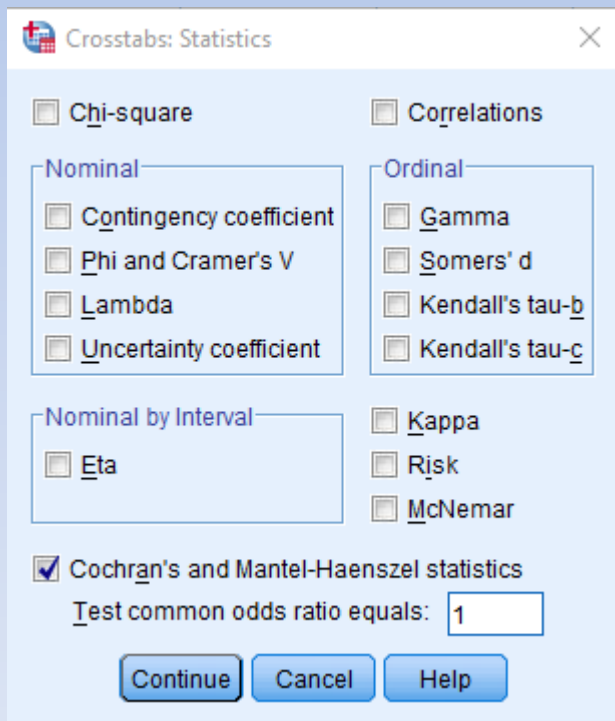 Crosstabs: Statistics
Chi-square
Correlations
Nominal
Contingency coefficient
Phi and Cramer's V
Lambda
Uncertainty coefficient
Ordinal
Gamma
Somers' d
Kendall's tau-b
Kendall's tau-c
Nominal by Interval
Eta
Kappa
Risk
McNemar
Cochran's and Mantel-Haenszel statistics
Test common odds ratio equals: 1
Continue Cancel Help